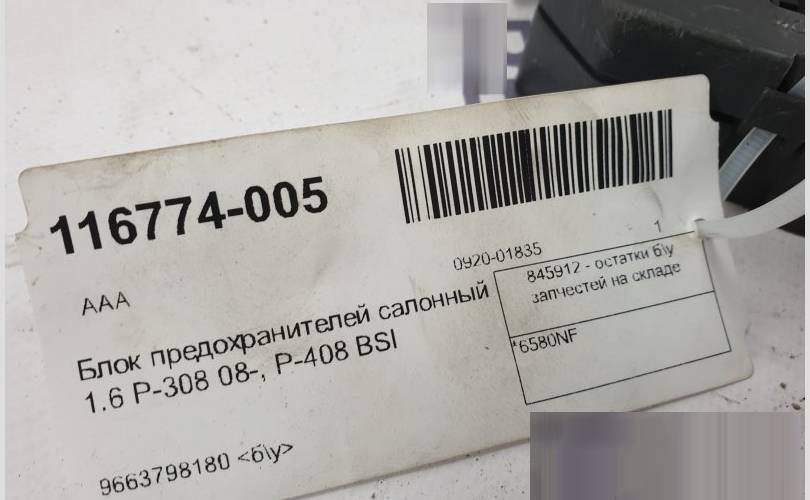 116774-005
1
0920-01835
AAA
845912 - остатки б\у
запчестей на складе
Блок предохранителей салонный
1.6 P-308 08-, P-408 BSI
*6580NF
9663798180 <б\у>